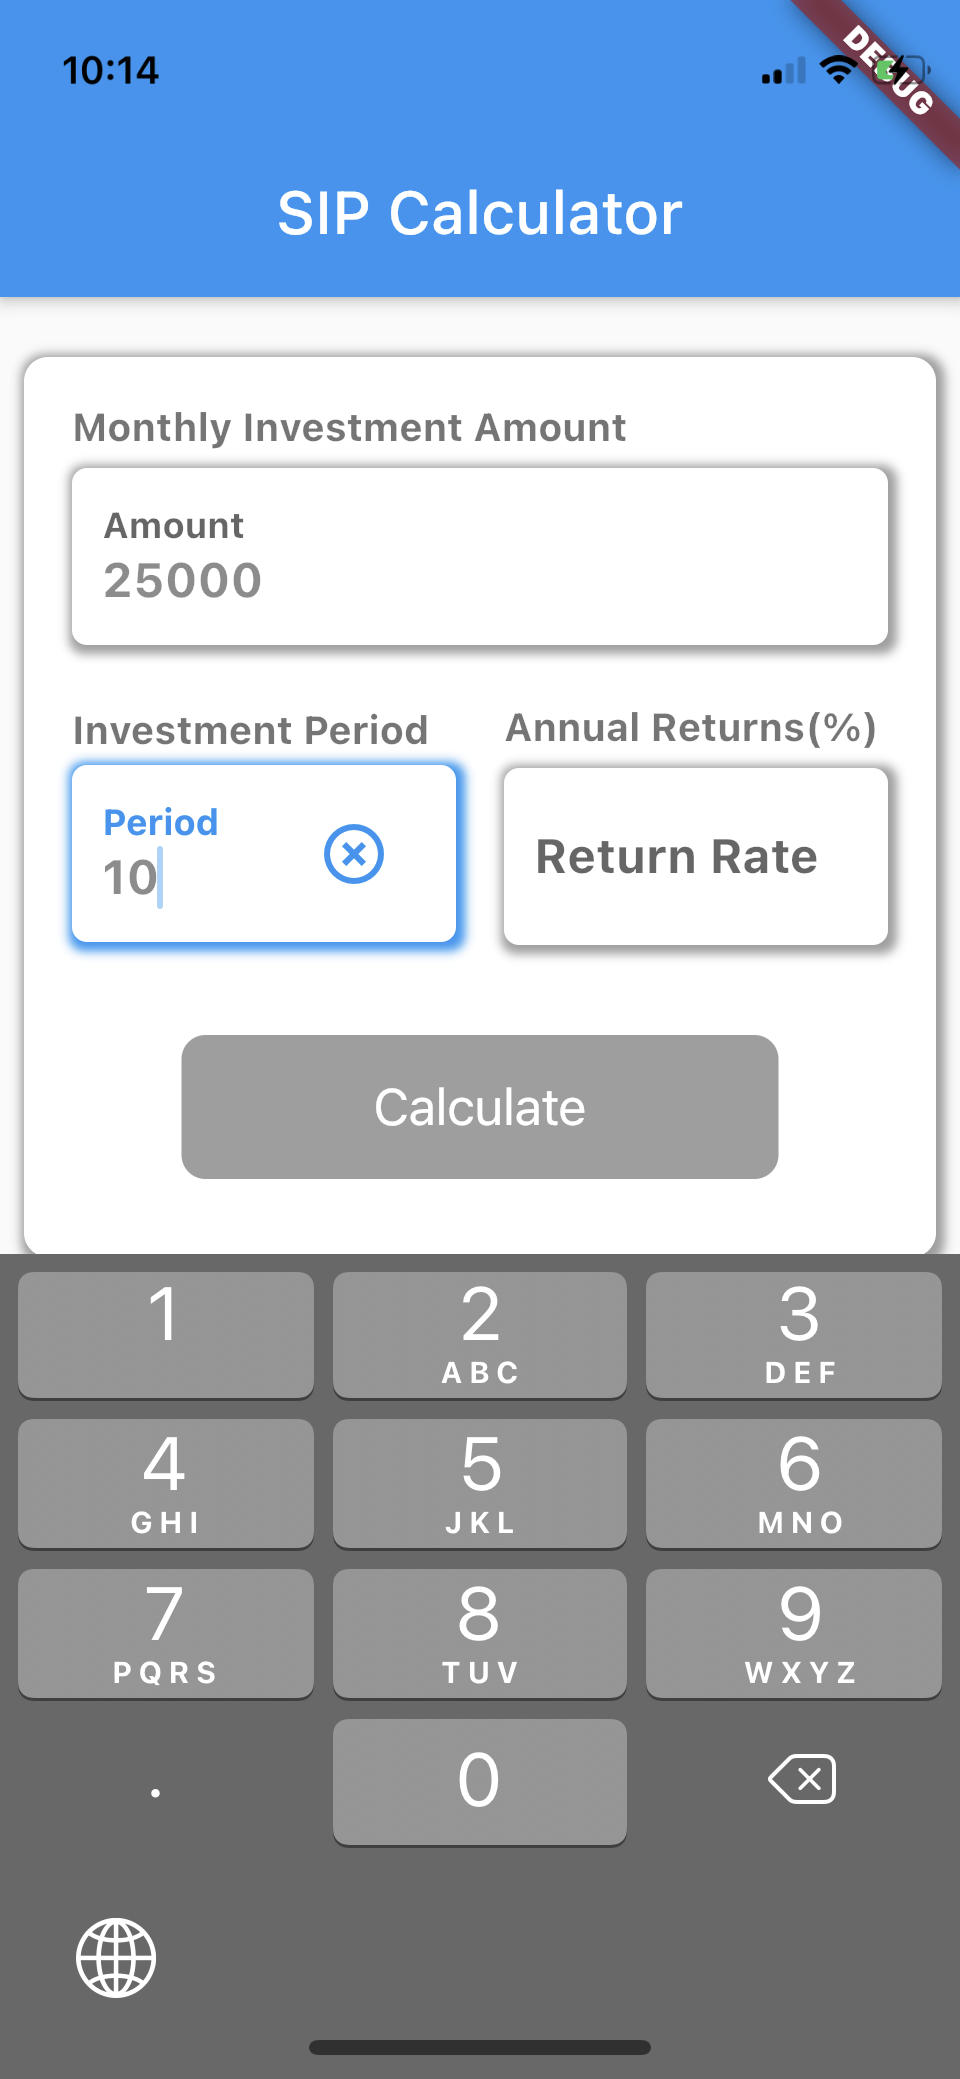 10:14
DEBUG
SIP Calculator
Monthly Investment Amount
Amount
25000
Investment Period
Annual Returns(%)
Period
10
Return Rate
Calculate
1
2
ABC
3
DEF
4
GHI
5
JKL
6
MNO
7
PQRS
8
TUV
9
WXYZ
.
0